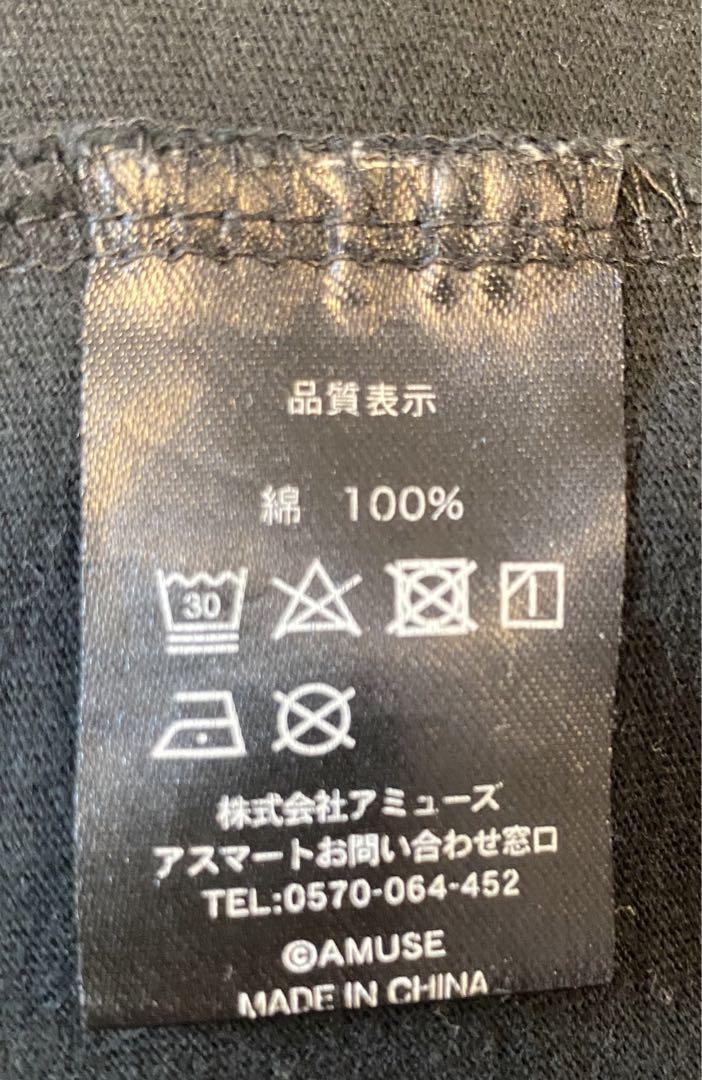 品質表示
綿 100%
30
株式会社アミューズ
アスマートお問い合わせ窓口
TEL:0570-064-452
©AMUSE
MADE IN CHINA